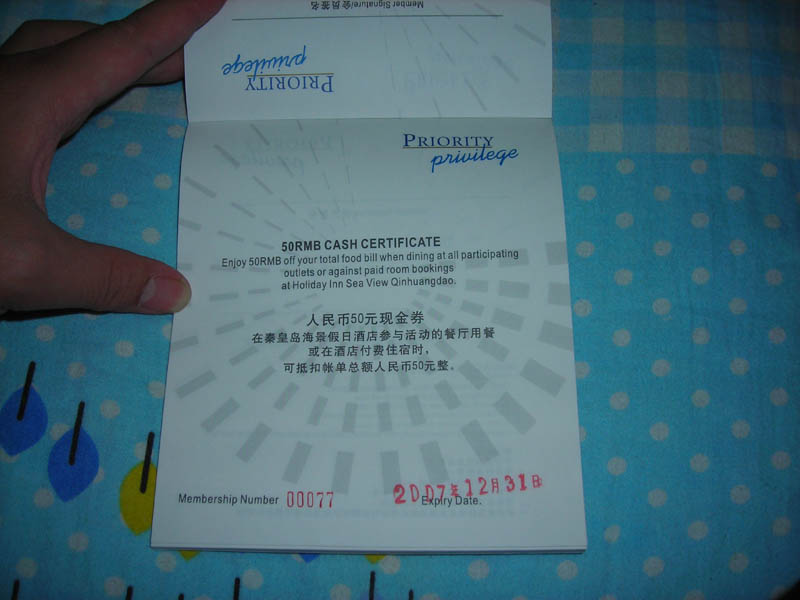 Member Signature/会员签名
PRIORITY
privilege
PRIORITY
privilege
50RMB CASH CERTIFICATE
Enjoy 50RMB off your total food bill when dining at all participating
outlets or against paid room bookings
at Holiday Inn Sea View Qinhuangdao.
人民币50元现金券
在秦皇岛海景假日酒店参与活动的餐厅用餐
或在酒店付费住宿时，
可抵扣帐单总额人民币50元整。
Membership Number 00077
2007年12月31日
Expiry Date.